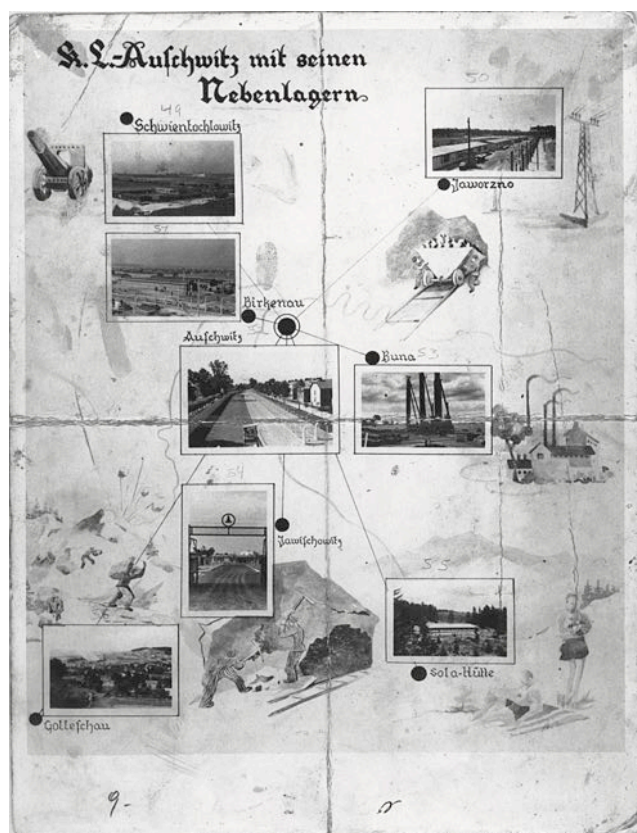 K.L.-Auschwitz mit seinen
Nebenlagern
49
Schwientochlowitz
50
Jaworzno
51
Birkenau
Auschwitz
Buna 53
54
Jawischowitz
55
Sola-Hütte
Golleschau
9-